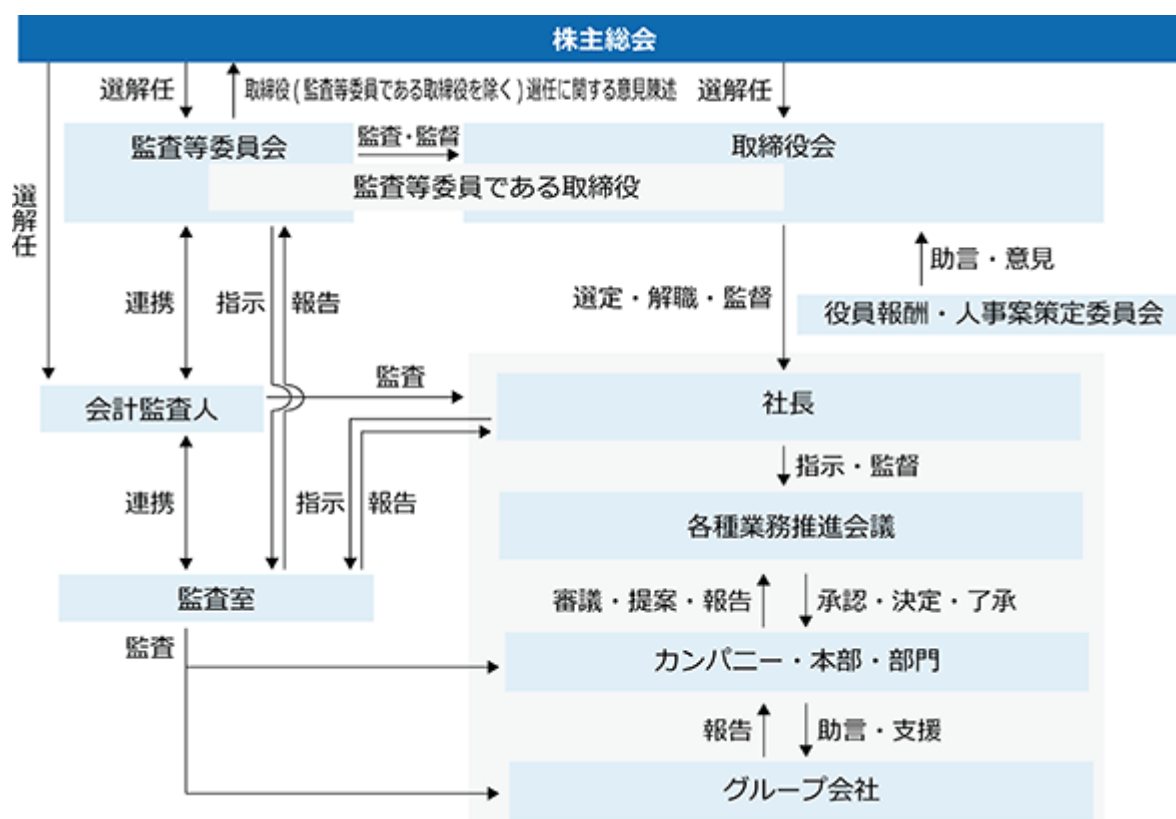 株主総会
選解任
取締役(監査等委員である取締役を除く)選任に関する意見陳述
選解任
監査等委員会
監査・監督
取締役会
監査等委員である取締役
選解任
連携
指示
報告
選定・解職・監督
助言・意見
役員報酬・人事案策定委員会
会計監査人
監査
社長
指示・監督
連携
指示
報告
各種業務推進会議
監査室
審議・提案・報告
承認・決定・了承
監査
カンパニー・本部・部門
報告
助言・支援
グループ会社